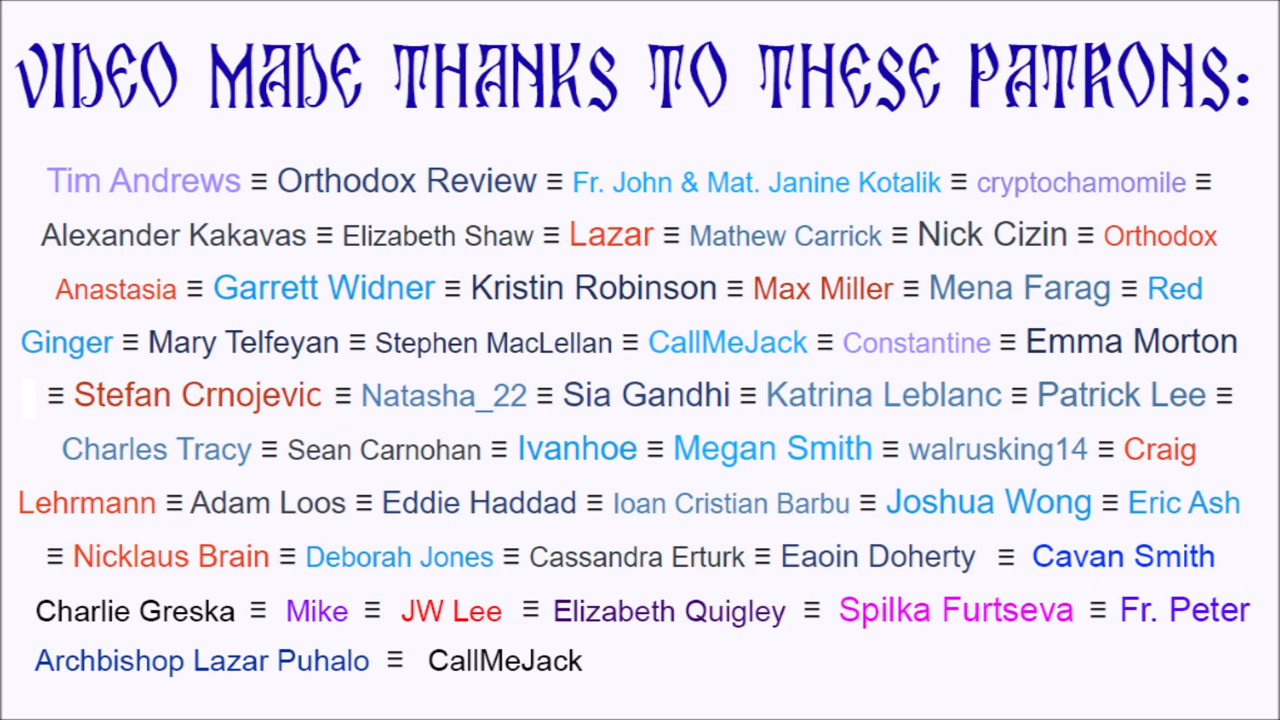 VIDEO MADE THANKS TO THESE PATRONS:
Tim Andrews ≡ Orthodox Review ≡ Fr. John & Mat. Janine Kotalik ≡ cryptochamomile ≡
Alexander Kakavas ≡ Elizabeth Shaw ≡ Lazar ≡ Mathew Carrick ≡ Nick Cizin ≡ Orthodox
Anastasia ≡ Garrett Widner ≡ Kristin Robinson ≡ Max Miller ≡ Mena Farag ≡ Red
Ginger ≡ Mary Telfeyan ≡ Stephen MacLellan ≡ CallMeJack ≡ Constantine ≡ Emma Morton
≡ Stefan Crnojevic ≡ Natasha_22 ≡ Sia Gandhi ≡ Katrina Leblanc ≡ Patrick Lee ≡
Charles Tracy ≡ Sean Carnohan ≡ Ivanhoe ≡ Megan Smith ≡ walrusking14 ≡ Craig
Lehrmann ≡ Adam Loos ≡ Eddie Haddad ≡ Ioan Cristian Barbu ≡ Joshua Wong ≡ Eric Ash
≡ Nicklaus Brain ≡ Deborah Jones ≡ Cassandra Erturk ≡ Eaoin Doherty ≡ Cavan Smith
Charlie Greska ≡ Mike ≡ JW Lee ≡ Elizabeth Quigley ≡ Spilka Furtseva ≡ Fr. Peter
Archbishop Lazar Puhalo ≡ CallMeJack